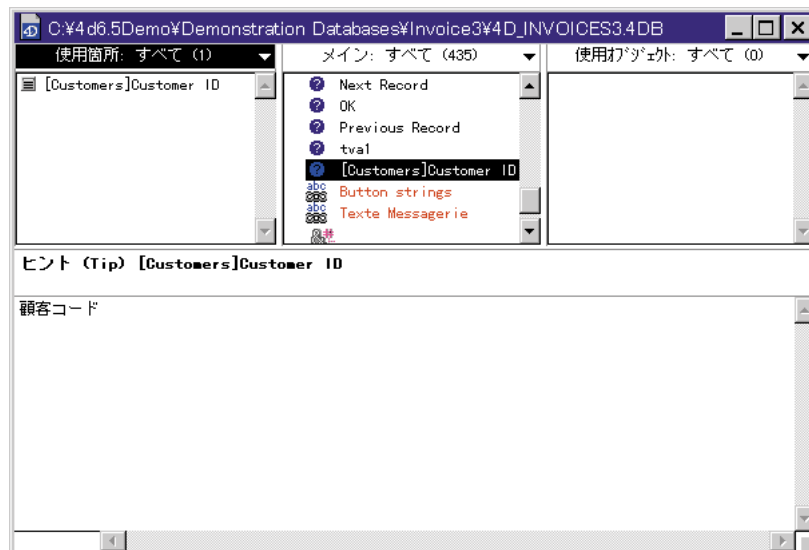 C:¥4d6.5Demo¥Demonstration Databases¥Invoice3¥4D_INVOICES3.4DB
使用箇所: すべて (1)
メイン: すべて (435)
使用ｵﾌﾞｼﾞｪｸﾄ: すべて (0)
[Customers]Customer ID
Next Record
OK
Previous Record
tva1
[Customers]Customer ID
Button strings
Texte Messagerie
ヒント (Tip) [Customers]Customer ID
顧客コード